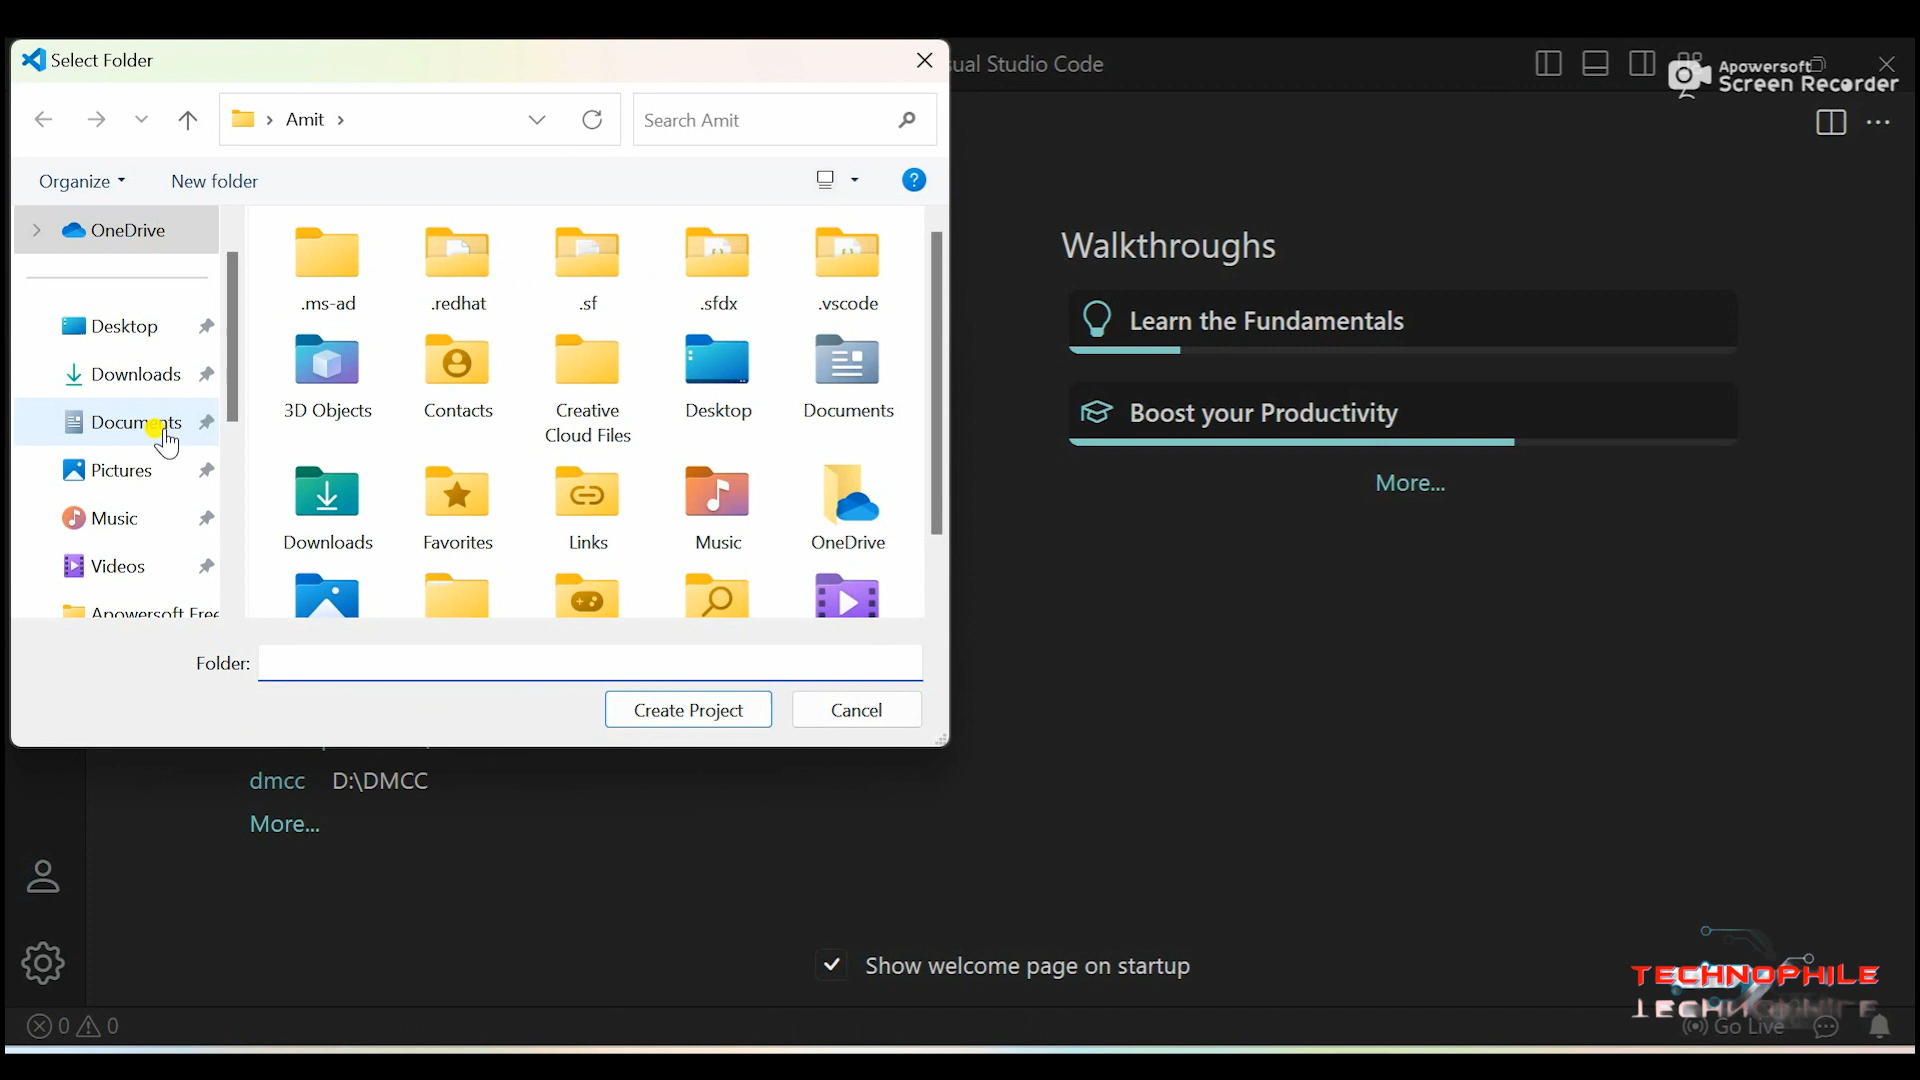 Select Folder
sual Studio Code
Apowersoft
Screen Recorder
Amit
Search Amit
Organize
New folder
OneDrive
Desktop
Downloads
Documents
Pictures
Music
Videos
Apowersoft Free
.ms-ad
.redhat
.sf
.sfdx
.vscode
3D Objects
Contacts
Creative
Cloud Files
Desktop
Documents
Downloads
Favorites
Links
Music
OneDrive
Folder:
Create Project
Cancel
Walkthroughs
Learn the Fundamentals
Boost your Productivity
More...
dmcc D:\DMCC
More...
Show welcome page on startup
TECHNOPHILE
0 0
Go Live